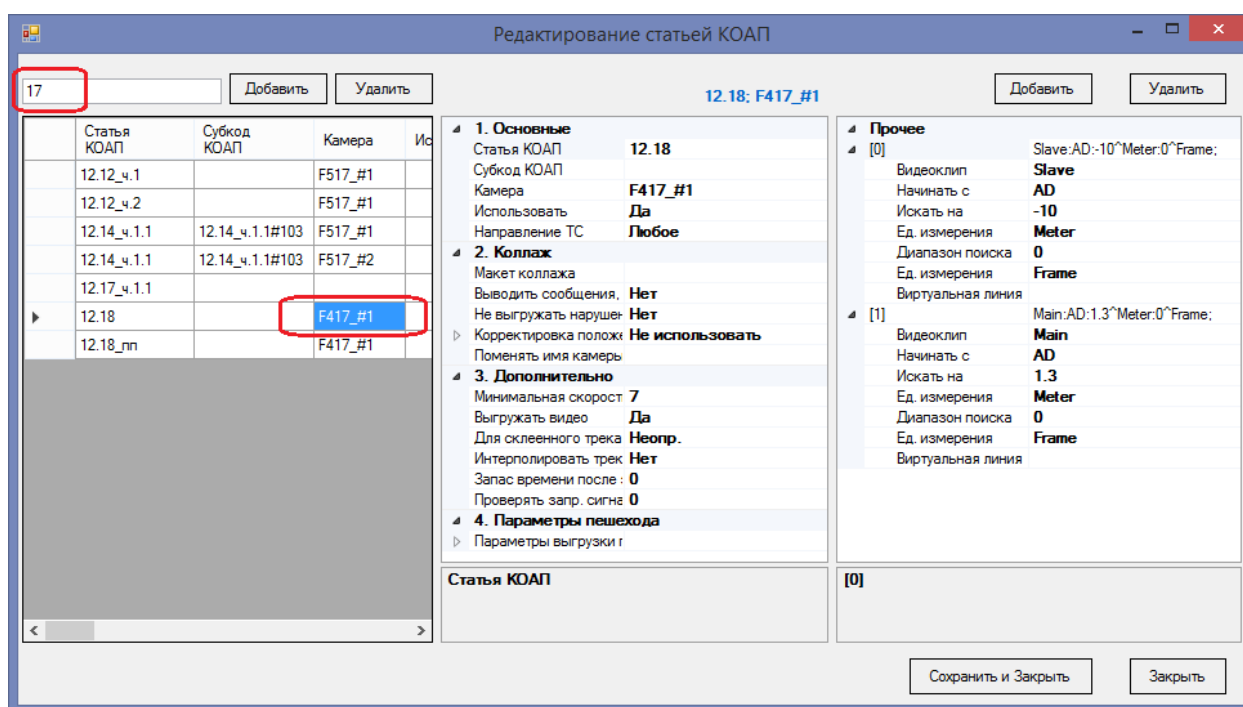 Редактирование статьей КОАП
17 Добавить Удалить 12.18; F417_#1 Добавить Удалить
Статья КОАП Субкод КОАП Камера Ис
12.12_ч.1 F517_#1
12.12_ч.2 F517_#1
12.14_ч.1.1 12.14_ч.1.1#103 F517_#1
12.14_ч.1.1 12.14_ч.1.1#103 F517_#2
12.17_ч.1.1
12.18 F417_#1
12.18_пп F417_#1
1. Основные
Статья КОАП 12.18
Субкод КОАП
Камера F417_#1
Использовать Да
Направление ТС Любое
2. Коллаж
Макет коллажа
Выводить сообщения, Нет
Не выгружать нарушен Нет
Корректировка положе Не использовать
Поменять имя камеры
3. Дополнительно
Минимальная скорост 7
Выгружать видео Да
Для склеенного трека Неопр.
Интерполировать трек Нет
Запас времени после з 0
Проверять запр. сигна 0
4. Параметры пешехода
Параметры выгрузки г
Статья КОАП
Прочее
[0] Slave:AD:-10^Meter:0^Frame;
Видеоклип Slave
Начинать с AD
Искать на -10
Ед. измерения Meter
Диапазон поиска 0
Ед. измерения Frame
Виртуальная линия
[1] Main:AD:1.3^Meter:0^Frame;
Видеоклип Main
Начинать с AD
Искать на 1.3
Ед. измерения Meter
Диапазон поиска 0
Ед. измерения Frame
Виртуальная линия
[0]
Сохранить и Закрыть Закрыть